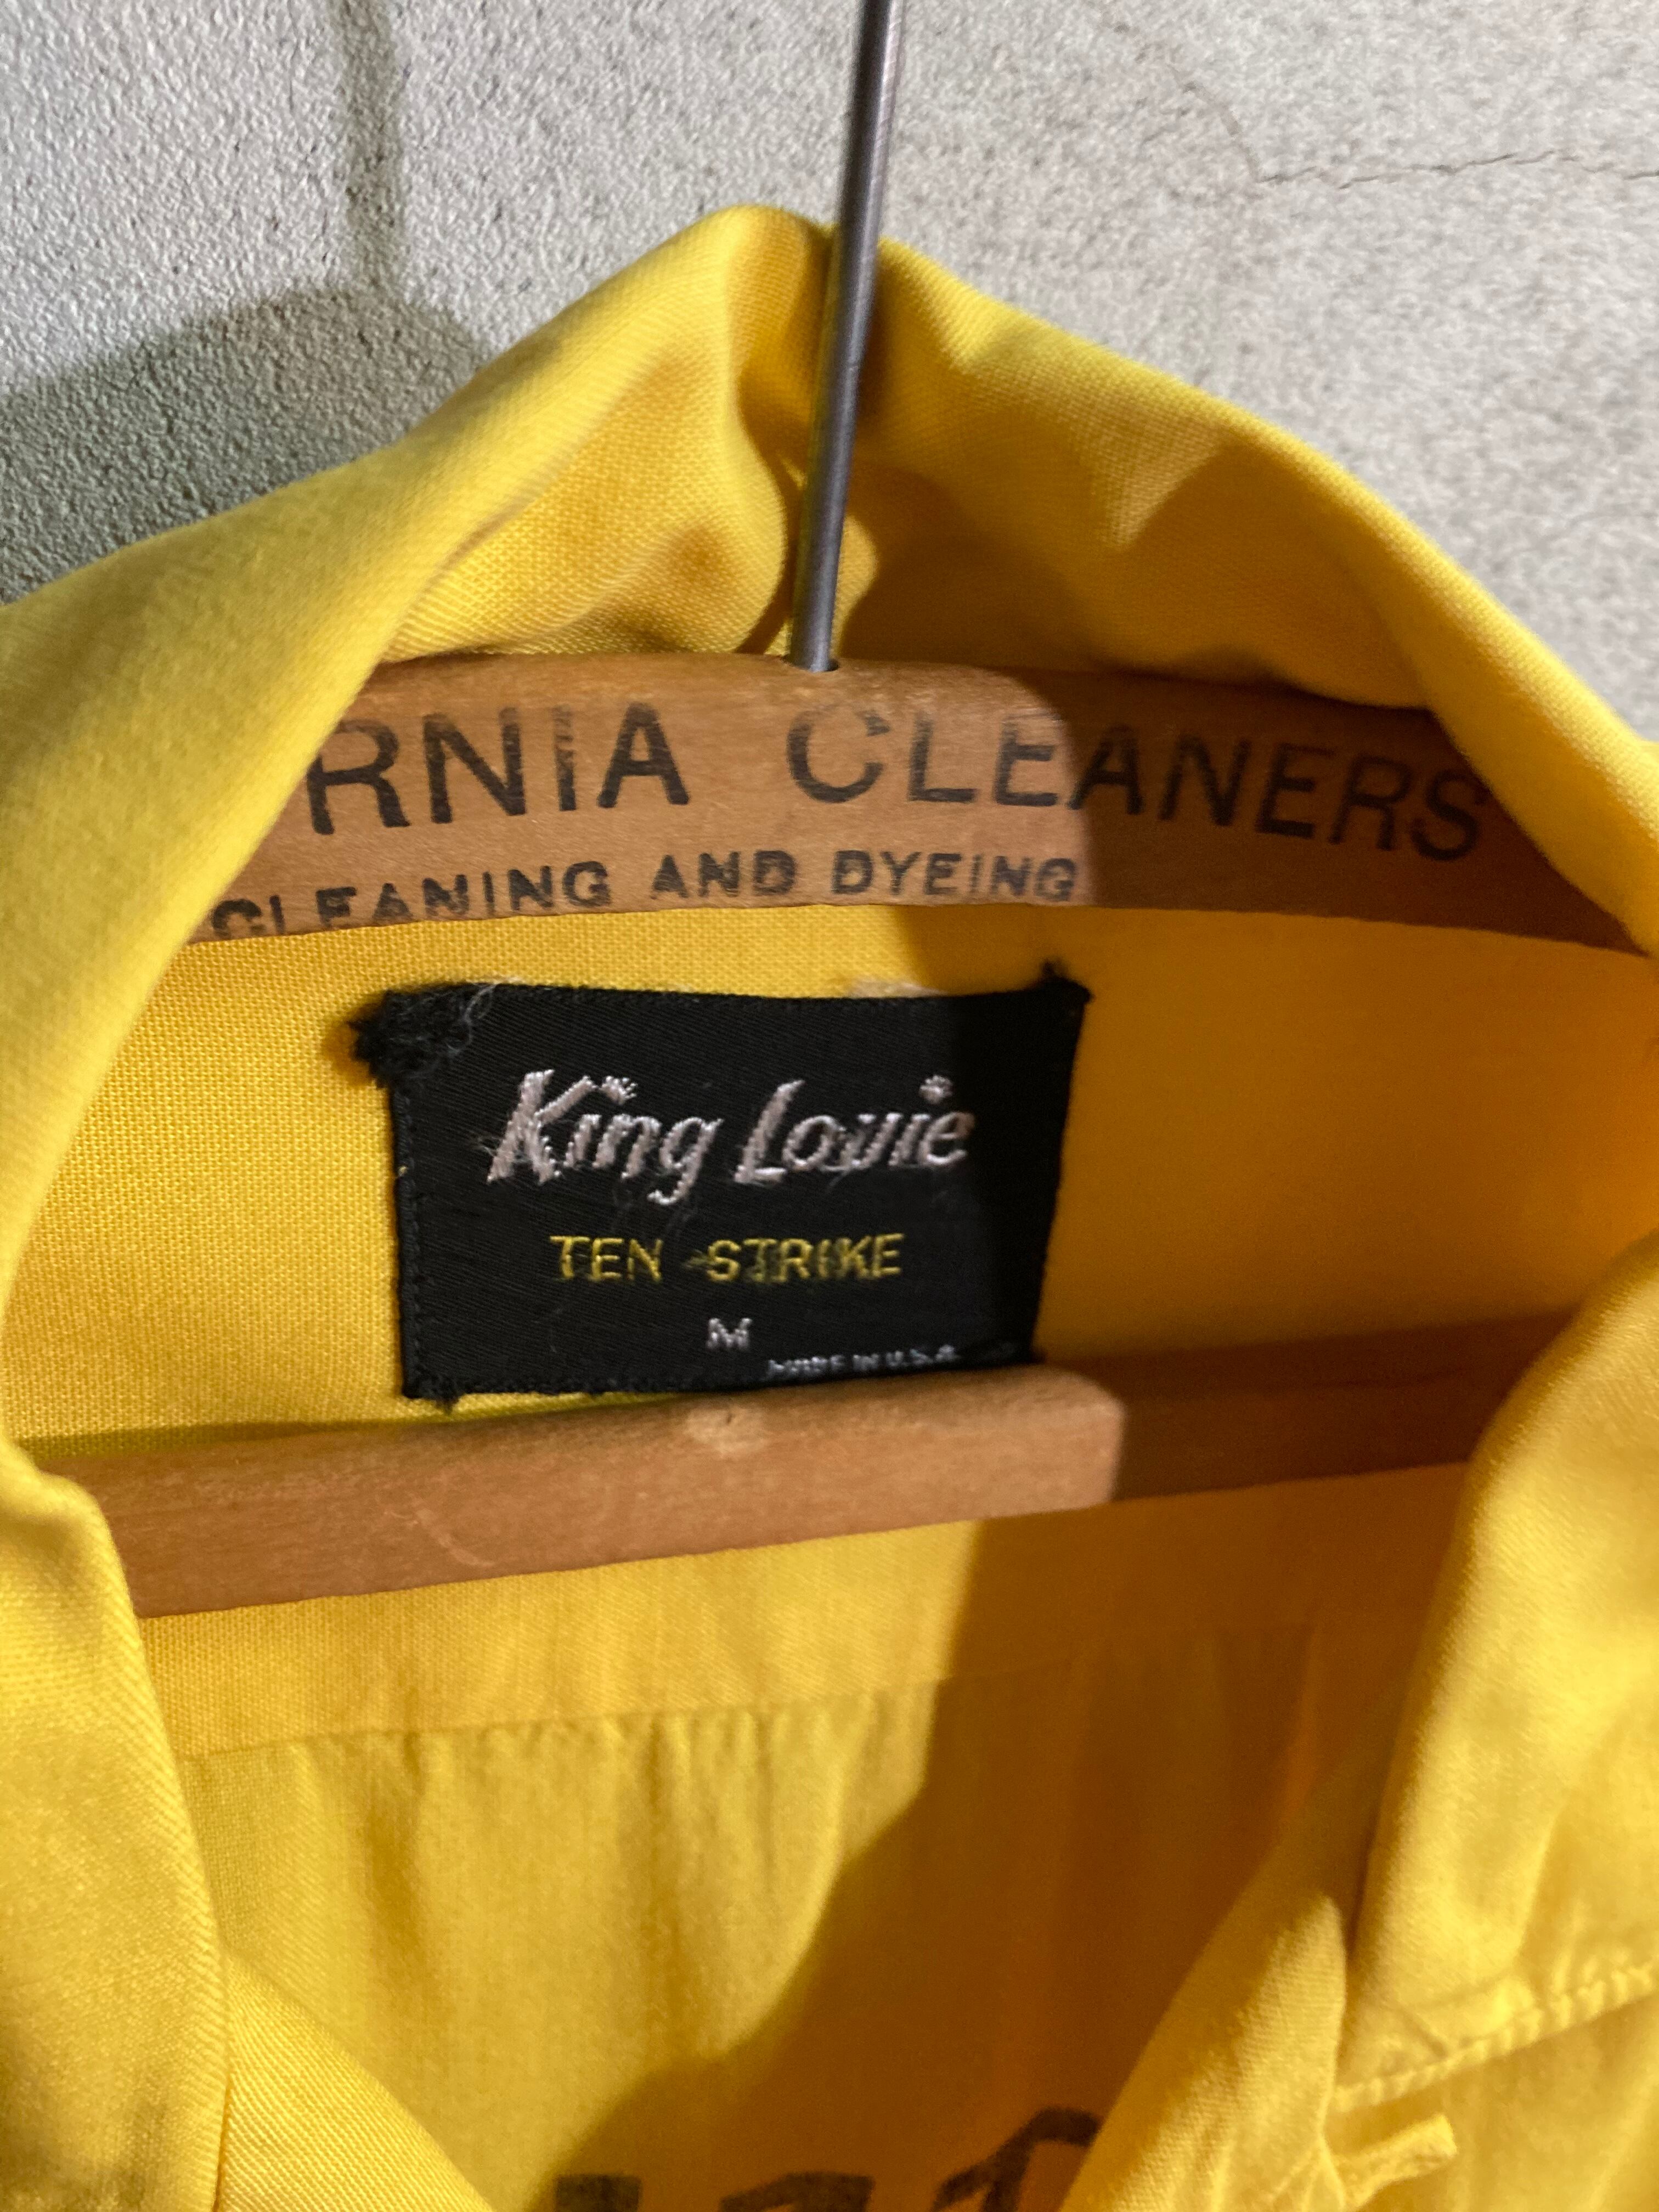 RNIA CLEANERS
CLEANING AND DYEING
King Louie
TEN-STRIKE
M
MADE IN U.S.A